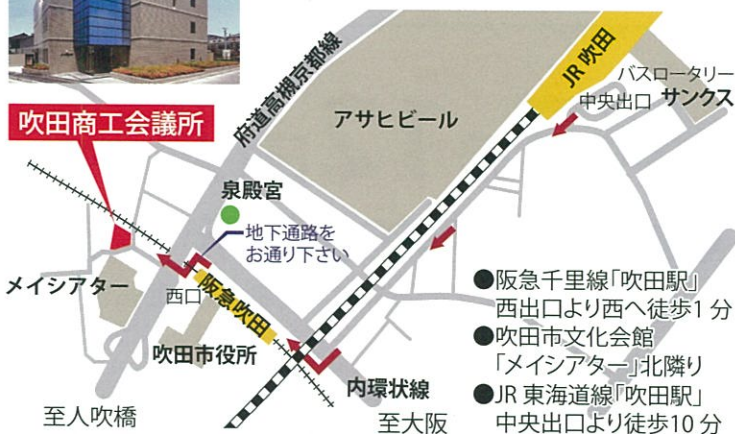 JR 吹田
バスロータリー
中央出口 サンクス
府道高槻京都線
アサヒビール
吹田商工会議所
泉殿宮
地下通路を
お通り下さい
メイシアター
西口
阪急吹田
吹田市役所
内環状線
至人吹橋
至大阪
●阪急千里線「吹田駅」
西出口より西へ徒歩1分
●吹田市文化会館
「メイシアター」北隣り
●JR 東海道線「吹田駅」
中央出口より徒歩10分